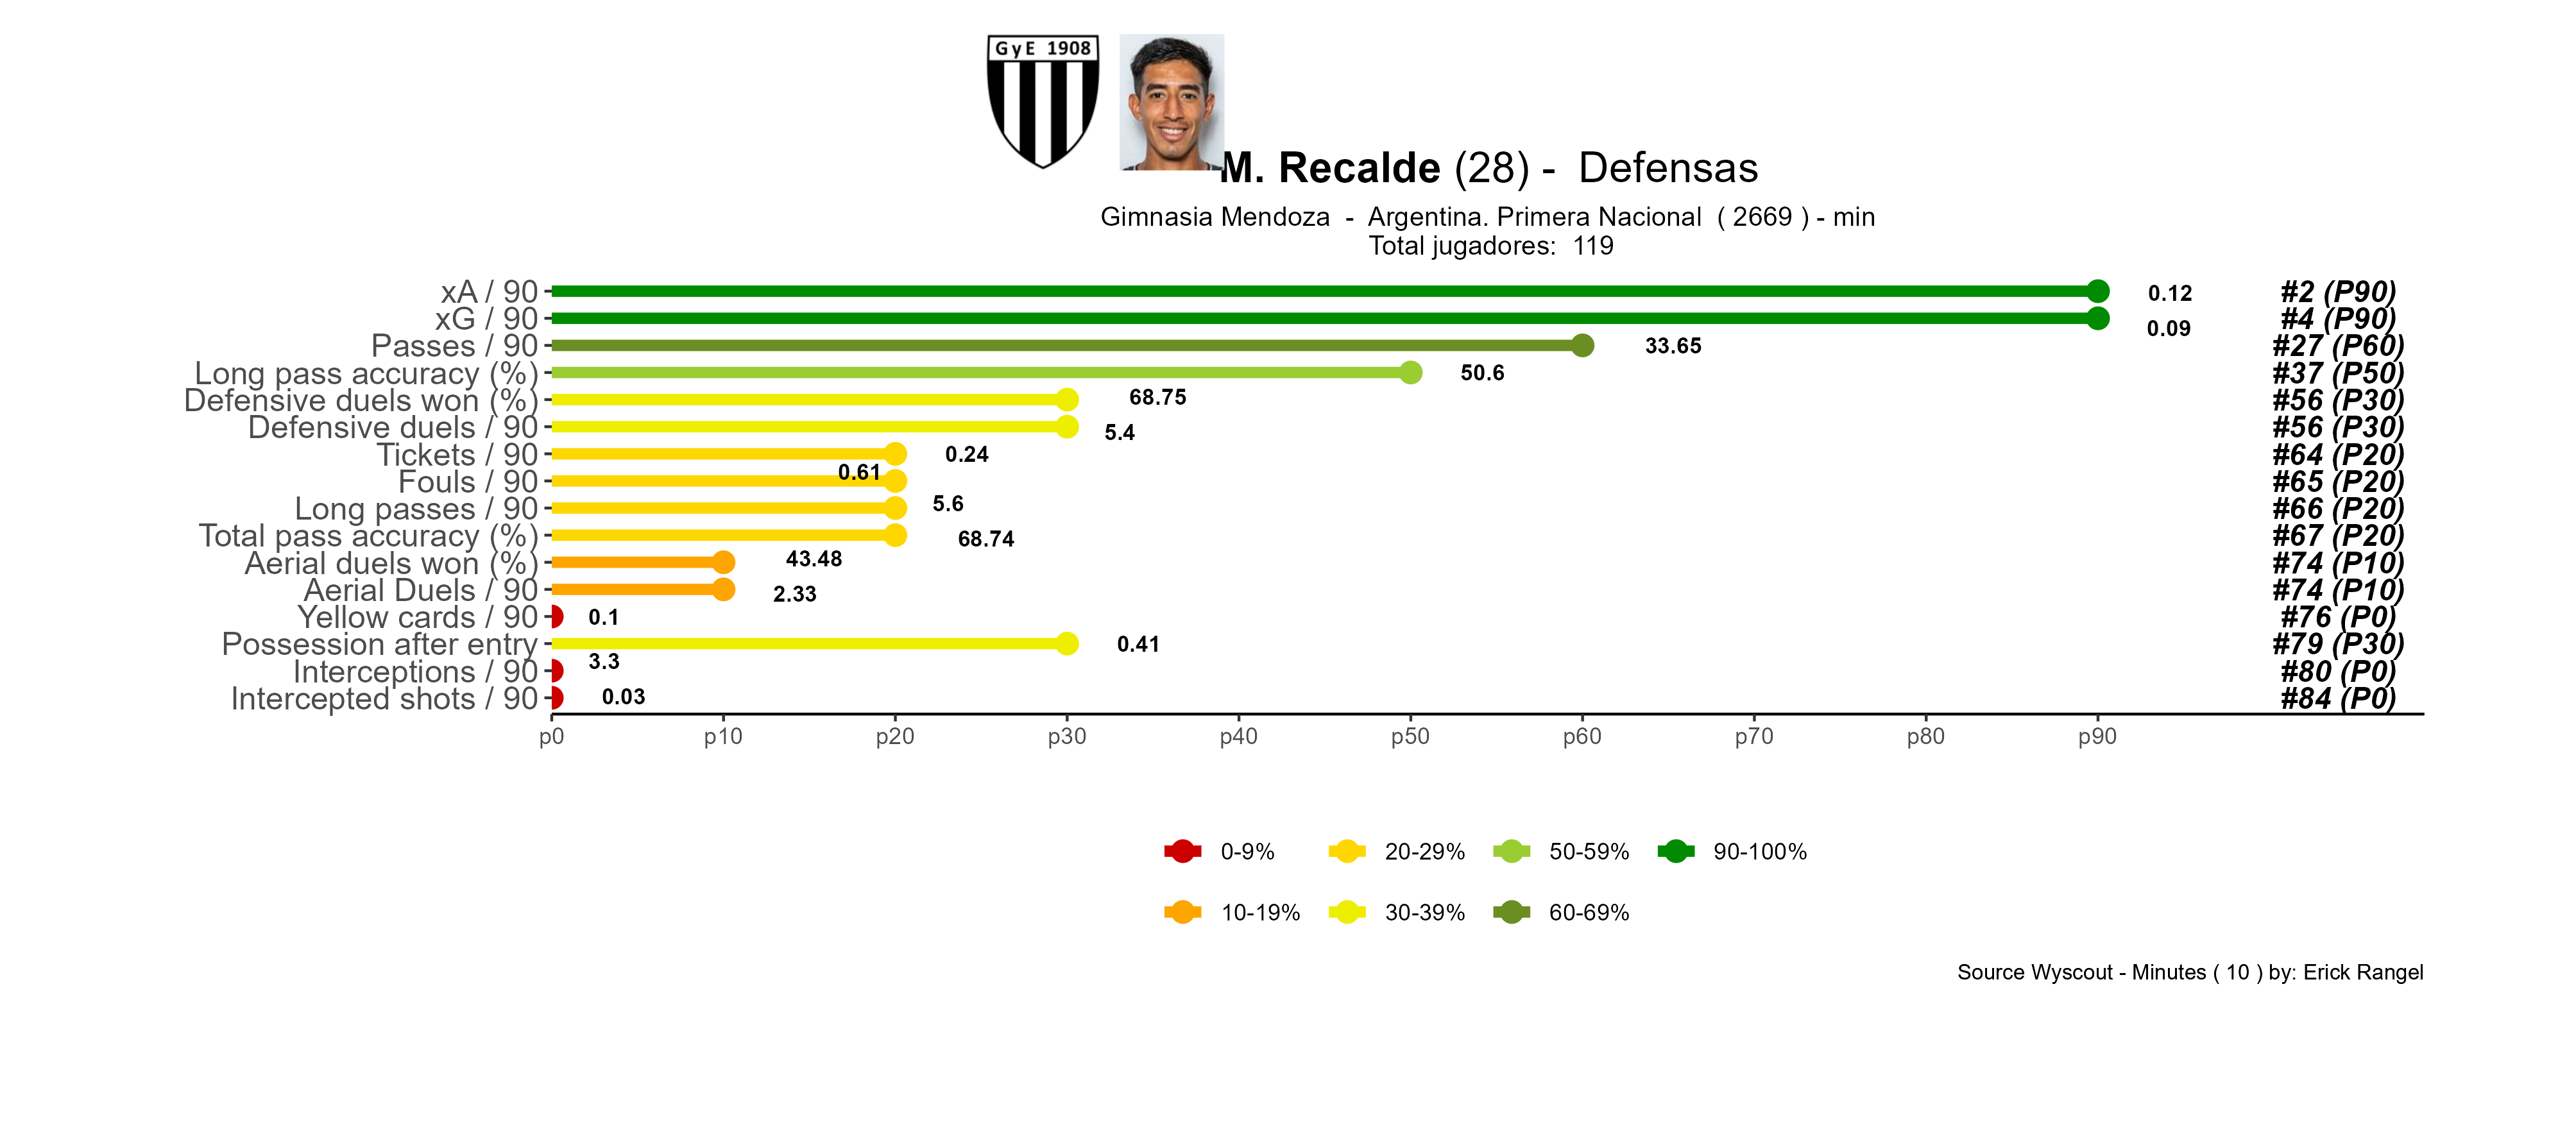 GyE 1908
M. Recalde (28) - Defensas
Gimnasia Mendoza - Argentina. Primera Nacional ( 2669 ) - min
Total jugadores: 119
xA / 90 0.12 #2 (P90)
xG / 90 0.09 #4 (P90)
Passes / 90 33.65 #27 (P60)
Long pass accuracy (%) 50.6 #37 (P50)
Defensive duels won (%) 68.75 #56 (P30)
Defensive duels / 90 5.4 #56 (P30)
Tickets / 90 0.24 #64 (P20)
Fouls / 90 0.61 #65 (P20)
Long passes / 90 5.6 #66 (P20)
Total pass accuracy (%) 68.74 #67 (P20)
Aerial duels won (%) 43.48 #74 (P10)
Aerial Duels / 90 2.33 #74 (P10)
Yellow cards / 90 0.1 #76 (P0)
Possession after entry 0.41 #79 (P30)
Interceptions / 90 3.3 #80 (P0)
Intercepted shots / 90 0.03 #84 (P0)
p0 p10 p20 p30 p40 p50 p60 p70 p80 p90
0-9% 20-29% 50-59% 90-100%
10-19% 30-39% 60-69%
Source Wyscout - Minutes ( 10 ) by: Erick Rangel